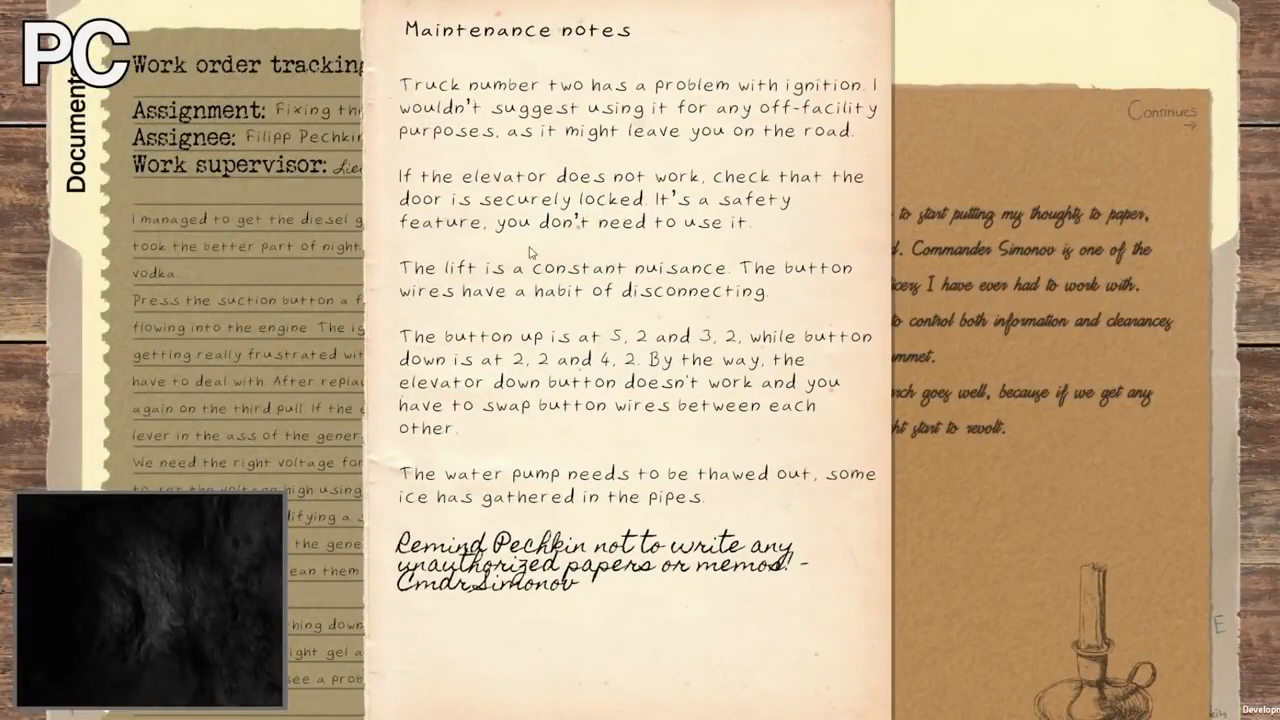 PC
Documents
Work order tracking
Assignment: Fixing th
Assignee: Filipp Pechkin
Work supervisor: Lie
I managed to get the diesel g
took the better part of night
vodka.
Press the suction button a f
flowing into the engine. The ig
getting really frustrated wit
have to deal with After repla
again on the third pull. If the e
lever in the ass of the gener
We need the right voltage for
to set the voltage high using
difying a s
the gene
ean them
hing down
ight gel a
see a prob
Maintenance notes
Truck number two has a problem with ignition. I
wouldn't suggest using it for any off-facility
purposes, as it might leave you on the road.
If the elevator does not work, check that the
door is securely locked. It's a safety
feature, you don't need to use it.
The lift is a constant nuisance. The button
wires have a habit of disconnecting.
The button up is at 5, 2 and 3, 2, while button
down is at 2, 2 and 4, 2. By the way, the
elevator down button doesn't work and you
have to swap button wires between each
other.
The water pump needs to be thawed out, some
ice has gathered in the pipes.
Remind Pechkin not to write any
unauthorized papers or memos! -
Cmdr.Simonov
Continues
→
to start putting my thoughts to paper,
d. Commander Simonov is one of the
icers I have ever had to work with.
to control both information and clearances
mmet.
rch goes well, because if we get any
ht start to revolt.
E
Developm